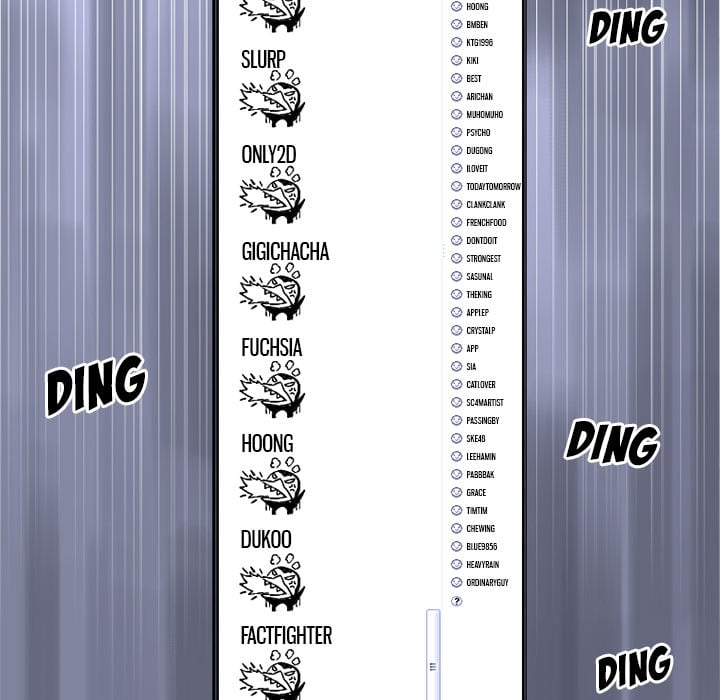 DING
SLURP
ONLY2D
GIGICHACHA
FUCHSIA
HOONG
DUKOO
FACTFIGHTER
HOONG
BMBEN
KTG1996
KIKI
BEST
ARICHAN
MUHOMUHO
PSYCHO
DUGONG
ILOVEIT
TODAYTOMORROW
CLANKCLANK
FRENCHFOOD
DONTDOIT
STRONGEST
SASUNAL
THEKING
APPLEP
CRYSTALP
APP
SIA
CATLOVER
SC4MARTIST
PASSINGBY
SKE48
LEEHAMIN
PABBBAK
GRACE
TIMTIM
CHEWING
BLUE9856
HEAVYRAIN
ORDINARYGUY
?
DING
DING
DING